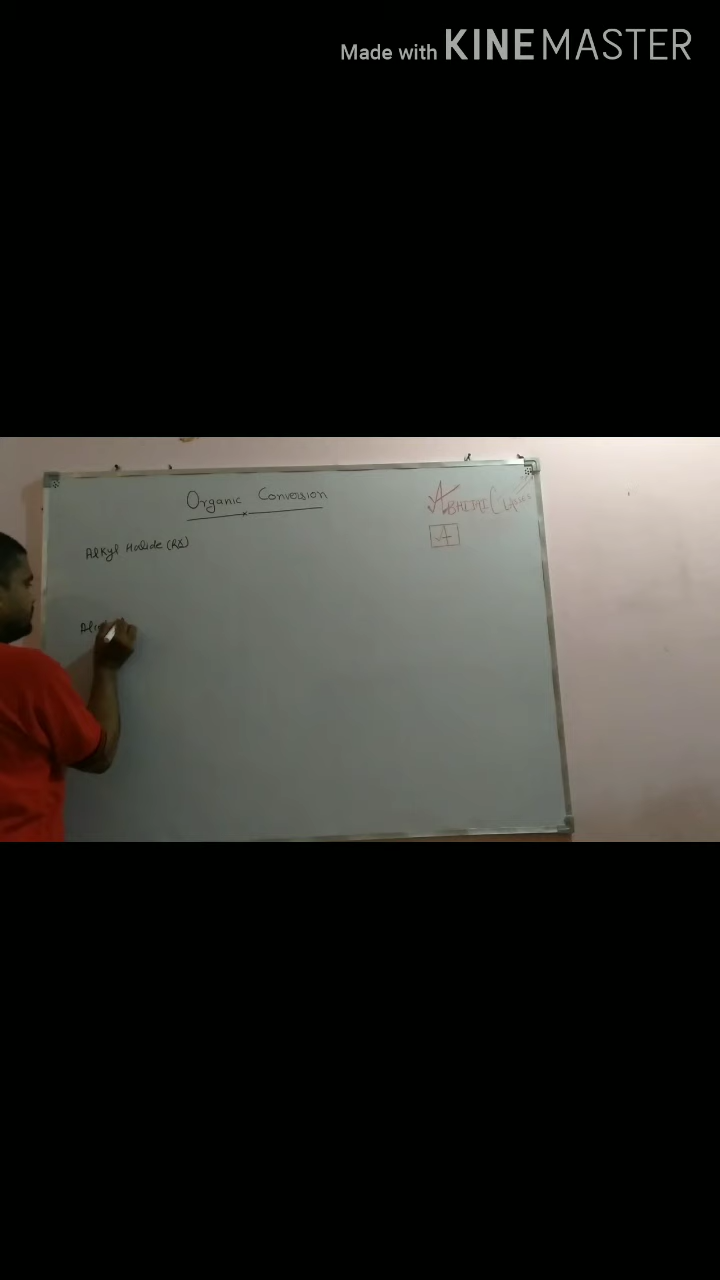 Made with KINEMASTER
Organic Conversion
Alkyl Halide (RX)
A